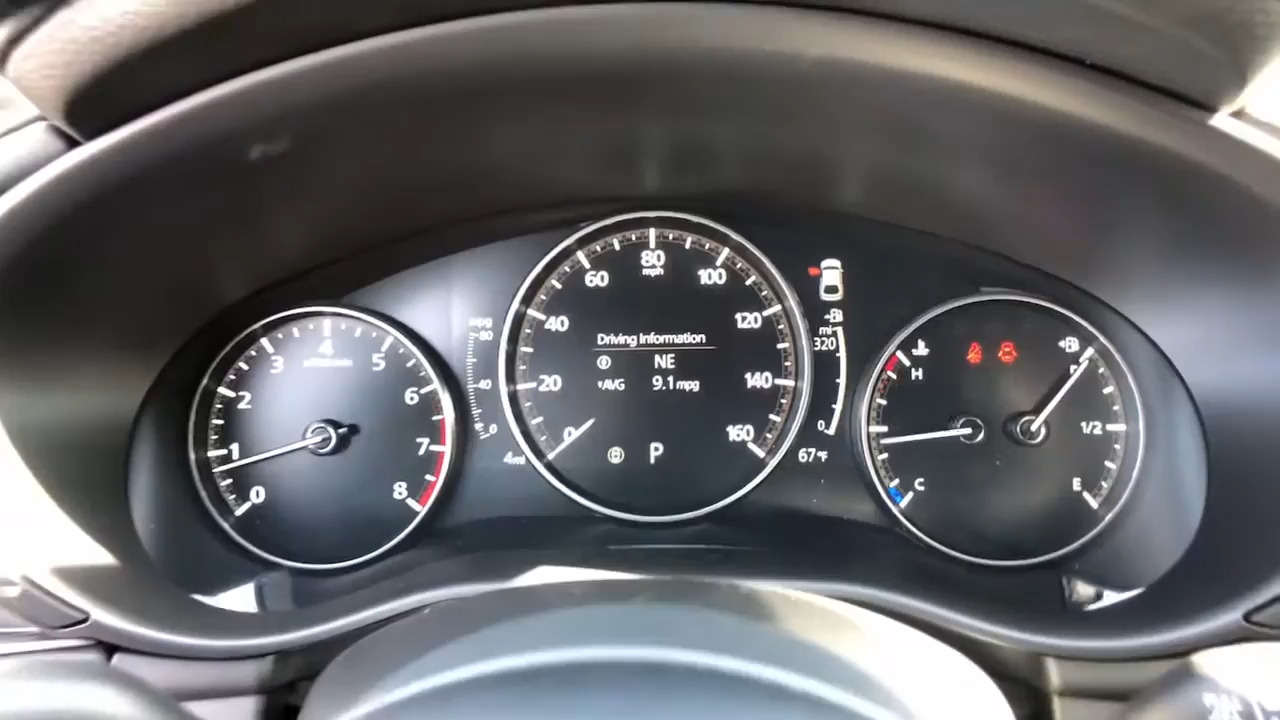 0
1
2
3
4
5
6
7
8
mpg
80
40
0
4mi
0
20
40
60
80
mph
100
120
140
160
Driving Information
NE
AVG 9.1 mpg
P
mi
320
0
67°F
H
C
F
1/2
E